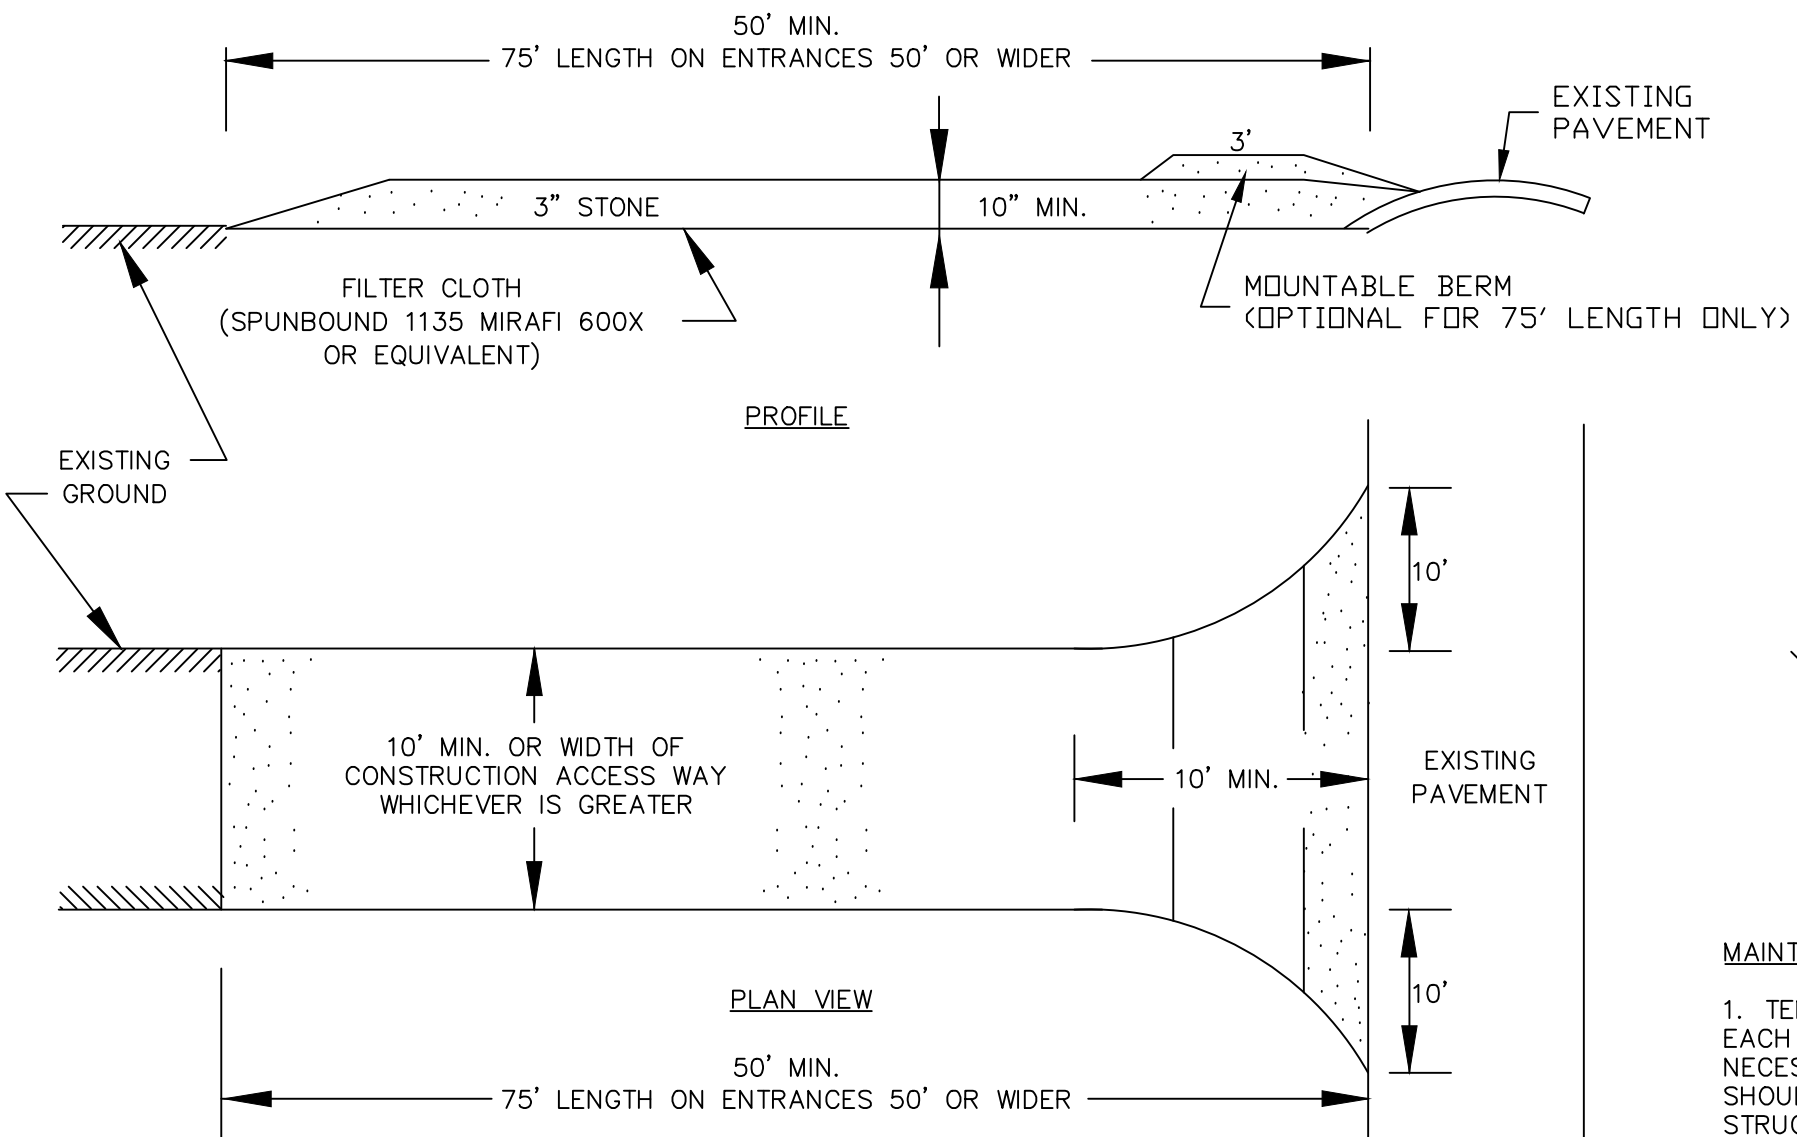 50' MIN.
75' LENGTH ON ENTRANCES 50' OR WIDER
EXISTING
PAVEMENT
3'
3" STONE
10" MIN.
FILTER CLOTH
(SPUNBOUND 1135 MIRAFI 600X
OR EQUIVALENT)
MOUNTABLE BERM
(OPTIONAL FOR 75' LENGTH ONLY)
PROFILE
EXISTING
GROUND
10'
10' MIN. OR WIDTH OF
CONSTRUCTION ACCESS WAY
WHICHEVER IS GREATER
10' MIN.
EXISTING
PAVEMENT
10'
PLAN VIEW
50' MIN.
75' LENGTH ON ENTRANCES 50' OR WIDER
1.
EACH